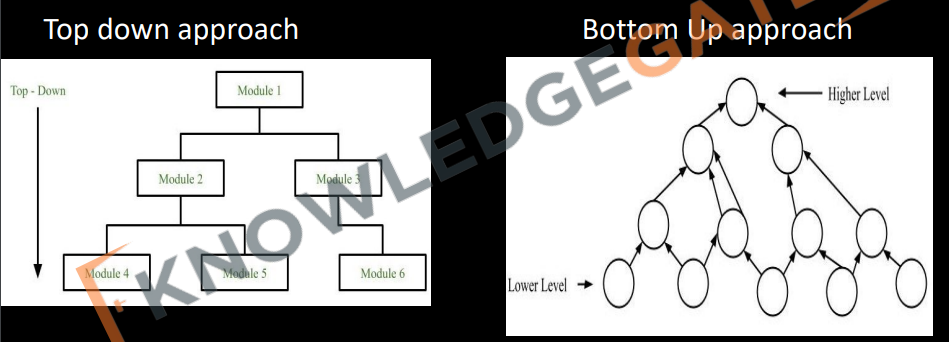 Top down approach
Bottom Up approach
Top - Down
Module 1
Module 2
Module 3
Module 4
Module 5
Module 6
Higher Level
Lower Level
KNOWLEDGEGATE